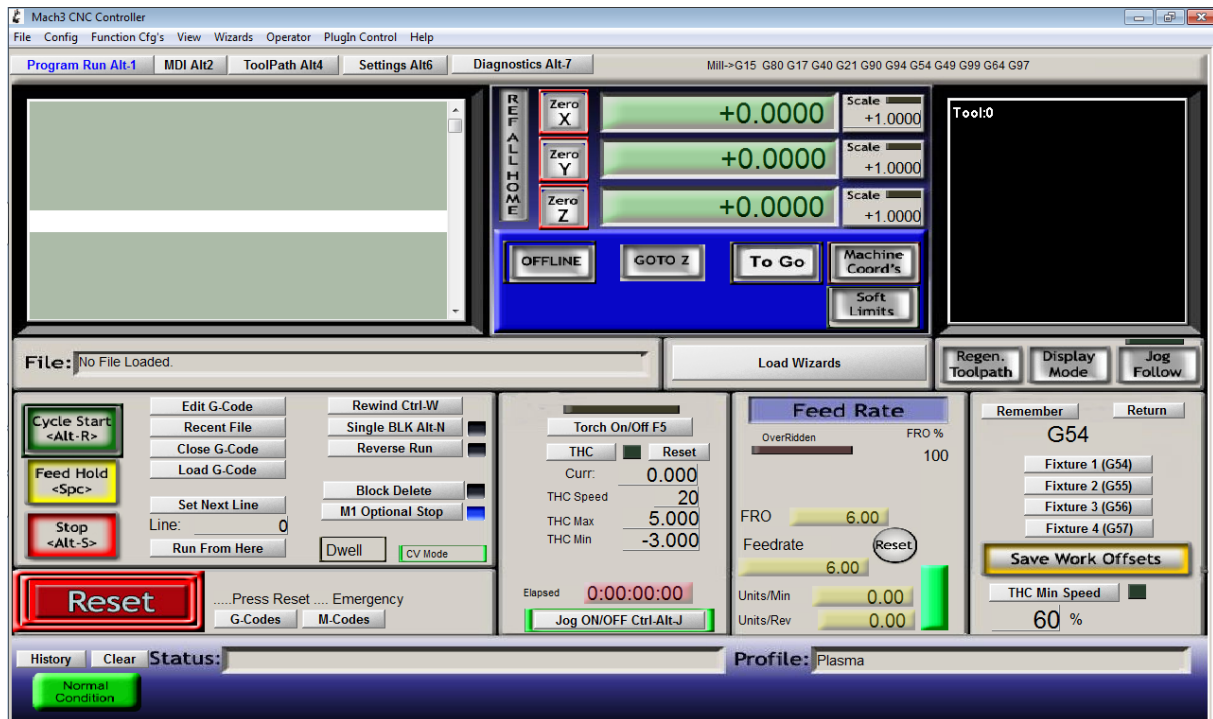 Mach3 CNC Controller
File Config Function Cfg's View Wizards Operator PlugIn Control Help
Program Run Alt-1 MDI Alt2 ToolPath Alt4 Settings Alt6 Diagnostics Alt-7 Mill->G15 G80 G17 G40 G21 G90 G94 G54 G49 G99 G64 G97
REF ALL HOME
Zero X +0.0000 Scale +1.0000
Zero Y +0.0000 Scale +1.0000
Zero Z +0.0000 Scale +1.0000
OFFLINE GOTO Z To Go Machine Coord's
Soft Limits
Tool:0
File: No File Loaded.
Load Wizards
Regen. Toolpath Display Mode Jog Follow
Cycle Start <Alt-R>
Feed Hold <Spc>
Stop <Alt-S>
Edit G-Code
Recent File
Close G-Code
Load G-Code
Set Next Line
Line: 0
Run From Here
Rewind Ctrl-W
Single BLK Alt-N
Reverse Run
Block Delete
M1 Optional Stop
Dwell CV Mode
Reset
.....Press Reset .... Emergency
G-Codes M-Codes
Torch On/Off F5
THC Reset
Curr: 0.000
THC Speed 20
THC Max 5.000
THC Min -3.000
Elapsed 0:00:00:00
Jog ON/OFF Ctrl-Alt-J
Feed Rate
OverRidden FRO %
100
FRO 6.00
Feedrate Reset
6.00
Units/Min 0.00
Units/Rev 0.00
Remember Return
G54
Fixture 1 (G54)
Fixture 2 (G55)
Fixture 3 (G56)
Fixture 4 (G57)
Save Work Offsets
THC Min Speed
60 %
History Clear Status:
Profile: Plasma
Normal Condition